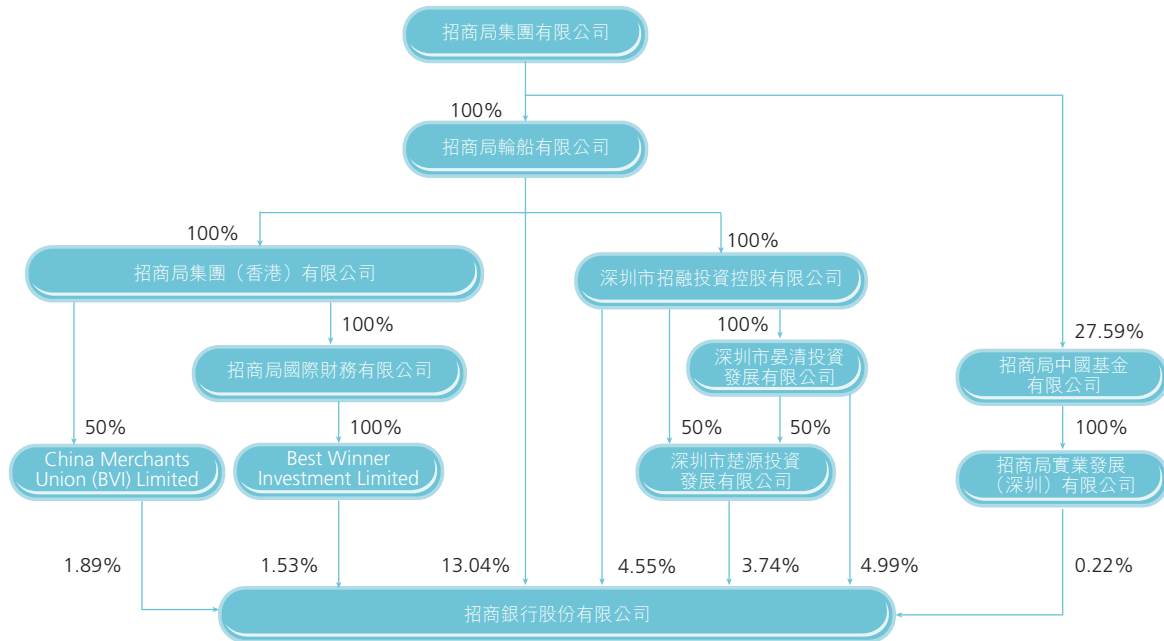 招商局集團有限公司
100%
招商局輪船有限公司
100%
100%
招商局集團（香港）有限公司
深圳市招融投資控股有限公司
100%
100%
27.59%
招商局國際財務有限公司
深圳市晏清投資
發展有限公司
招商局中國基金
有限公司
50%
100%
50%
50%
100%
China Merchants
Union (BVI) Limited
Best Winner
Investment Limited
深圳市楚源投資
發展有限公司
招商局實業發展
（深圳）有限公司
1.89%
1.53%
13.04%
4.55%
3.74%
4.99%
0.22%
招商銀行股份有限公司